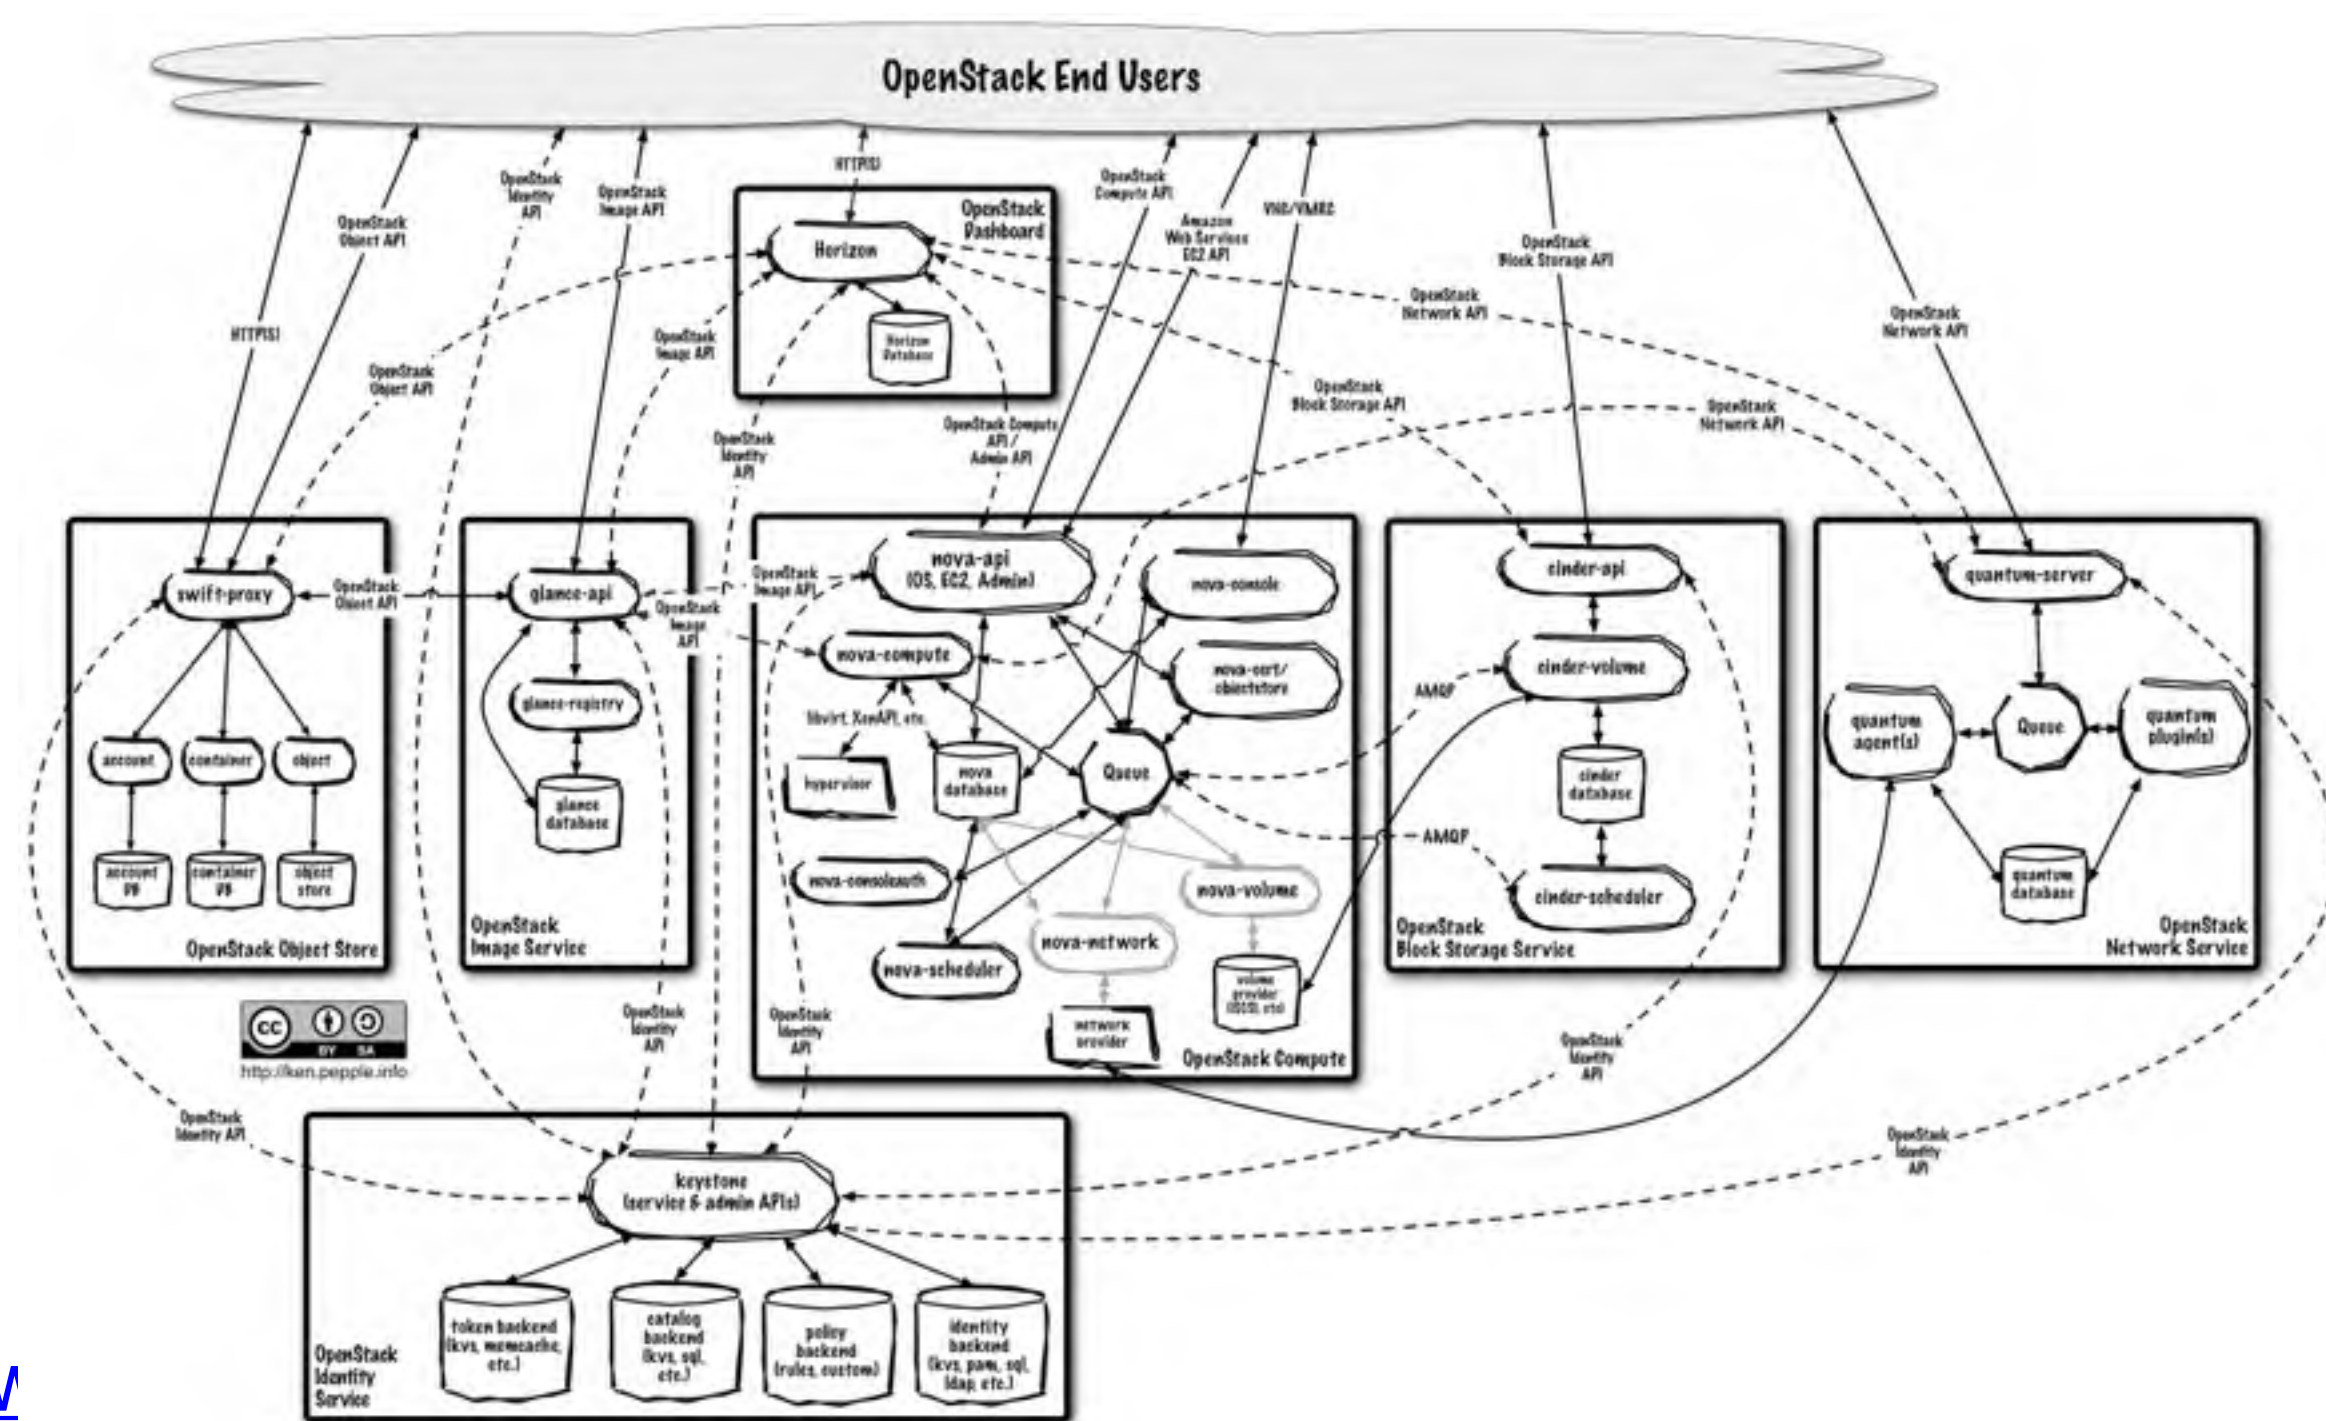 OpenStack End Users
HTTP(S)
OpenStack
Object API
OpenStack
Identity
API
OpenStack
Image API
HTTP(S)
OpenStack
Compute API
Amazon
Web Services
EC2 API
VNC/VMRC
OpenStack
Block Storage API
OpenStack
Network API
OpenStack
Dashboard
Horizon
Horizon
Database
OpenStack
Object API
OpenStack
Image API
OpenStack
Identity
API
OpenStack Compute
API /
Admin API
OpenStack
Block Storage API
OpenStack
Network API
OpenStack
Network API
swift-proxy
account
container
object
account
DB
container
DB
object
store
OpenStack Object Store
OpenStack
Object API
glance-api
glance-registry
glance
database
OpenStack
Image Service
OpenStack
Image API
OpenStack
Image
API
nova-api
(OS, EC2, Admin)
nova-console
nova-compute
nova-cert/
objectstore
libvirt, XenAPI, etc.
hypervisor
nova
database
Queue
nova-consoleauth
nova-volume
nova-network
nova-scheduler
volume
provider
(iSCSI, etc)
network
provider
OpenStack Compute
AMQP
AMQP
cinder-api
cinder-volume
cinder
database
cinder-scheduler
OpenStack
Block Storage Service
quantum-server
quantum
agent(s)
Queue
quantum
plugin(s)
quantum
database
OpenStack
Network Service
cc
BY SA
http://ken.pepple.info
OpenStack
Identity API
OpenStack
Identity
API
OpenStack
Identity
API
OpenStack
Identity
API
OpenStack
Identity
API
keystone
(service & admin APIs)
token backend
(kvs, memcache,
etc.)
catalog
backend
(kvs, sql,
etc.)
policy
backend
(rules, custom)
identity
backend
(kvs, pam, sql,
ldap, etc.)
OpenStack
Identity
Service